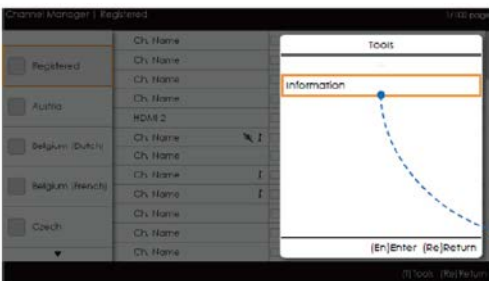 Channel Manager | Registered
1/100 page
Registered
Austria
Belgium (Dutch)
Belgium (French)
Czech
Ch. Name
Ch. Name
Ch. Name
Ch. Name
HDMI 2
Ch. Name
Ch. Name
Ch. Name
Ch. Name
Ch. Name
Ch. Name
Ch. Name
Tools
Information
(En)Enter (Re)Return
(T)Tools (Re)Return